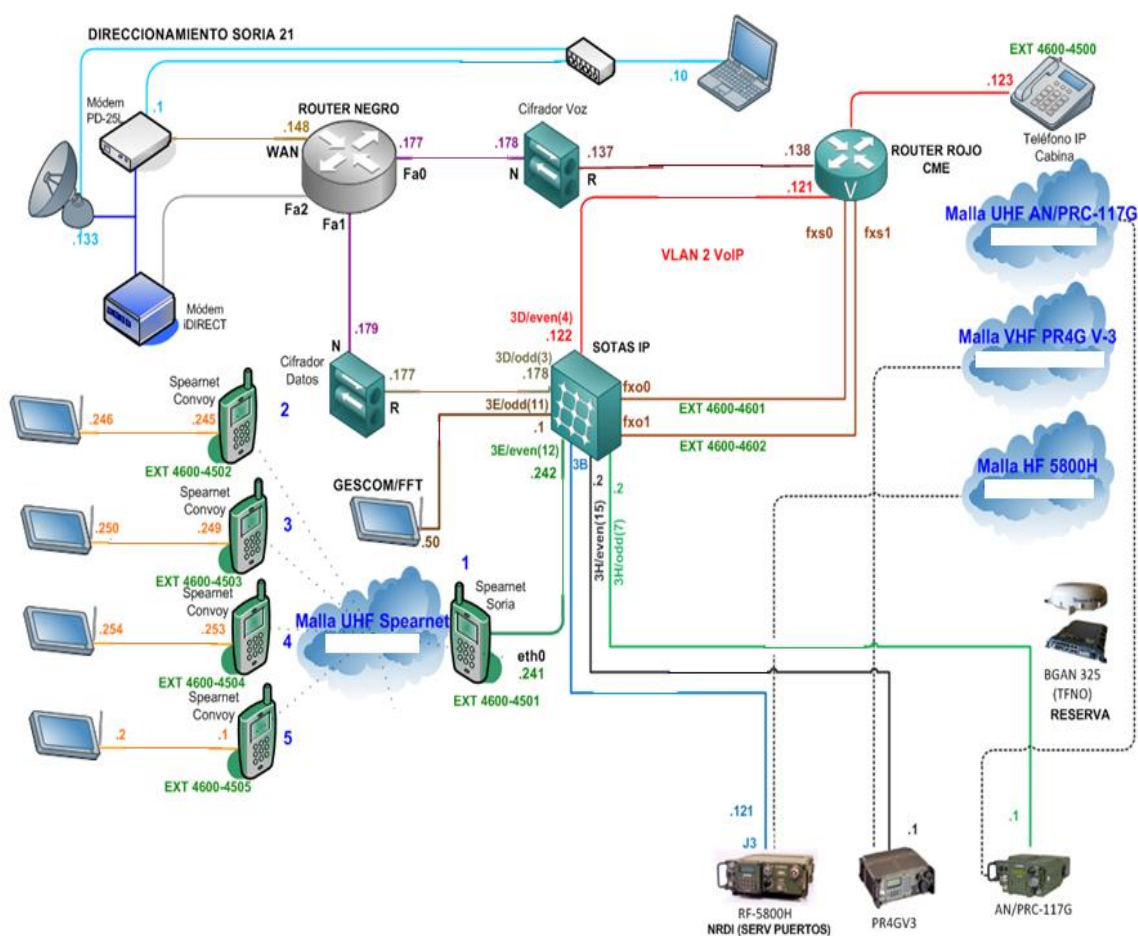 DIRECCIONAMIENTO SORIA 21
EXT 4600-4500
.10
.123
Módem
PD-25L
.1
ROUTER NEGRO
Cifrador Voz
.148
WAN
.177
Fa0
.178
N
.137
R
.138
ROUTER ROJO
CME
Teléfono IP
Cabina
.121
V
Fa2
Fa1
.133
fxs0
fxs1
Malla UHF AN/PRC-117G
VLAN 2 VoIP
Módem
iDIRECT
.179
N
3D/even(4)
.122
SOTAS IP
Malla VHF PR4G V-3
Cifrador
Datos
.177
R
3D/odd(3)
.178
fxo0
EXT 4600-4601
3E/odd(11)
.1
fxo1
EXT 4600-4602
3E/even(12)
.242
3B
.2
.2
3H/even(15)
3H/odd(7)
Malla HF 5800H
Spearnet
Convoy
2
.246
.245
EXT 4600-4502
GESCOM/FFT
.50
Spearnet
Convoy
3
.250
.249
EXT 4600-4503
1
Spearnet
Soria
Spearnet
Convoy
Malla UHF Spearnet
4
.254
.253
EXT 4600-4504
eth0
.241
EXT 4600-4501
Spearnet
Convoy
5
.2
.1
EXT 4600-4505
BGAN 325
(TFNO)
RESERVA
.121
J3
.1
.1
RF-5800H
NRDI (SERV PUERTOS)
PR4GV3
AN/PRC-117G